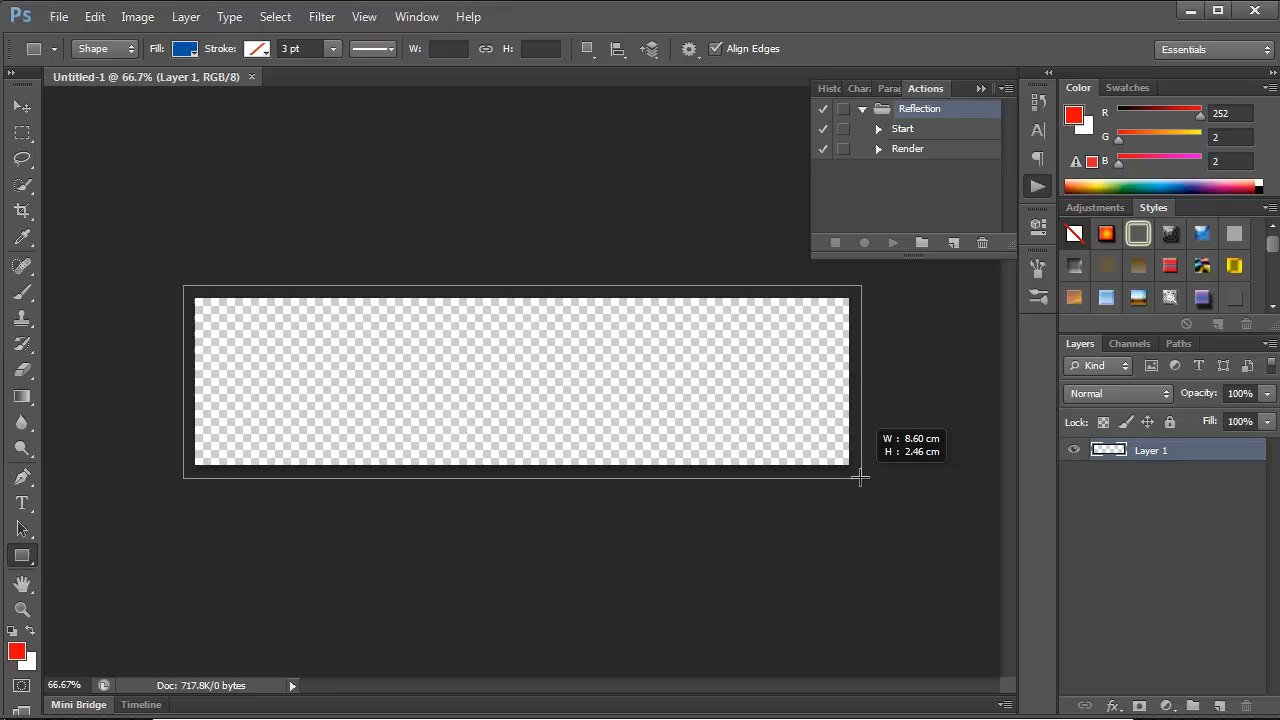 Ps File Edit Image Layer Type Select Filter View Window Help
Shape Fill: Stroke: 3 pt W: H: Align Edges Essentials
Untitled-1 @ 66.7% (Layer 1, RGB/8) ×
Histo Chara Parag Actions
Reflection
Start
Render
Color Swatches
R 252
G 2
B 2
Adjustments Styles
Layers Channels Paths
Kind
Normal Opacity: 100%
Lock: Fill: 100%
Layer 1
W : 8.60 cm
H : 2.46 cm
66.67% Doc: 717.8K/0 bytes
Mini Bridge Timeline